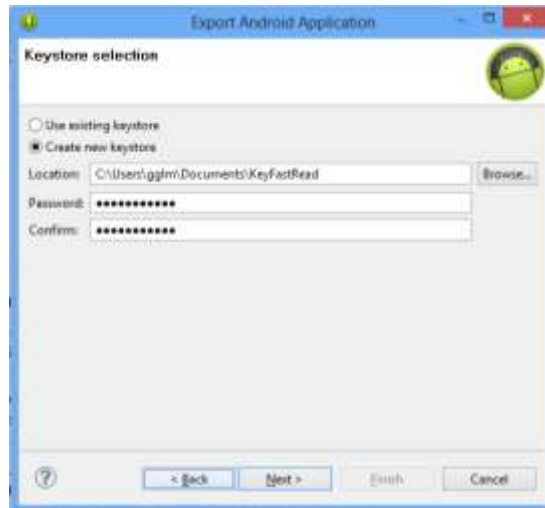 Export Android Application
Keystore selection
Use existing keystore
Create new keystore
Location: C:\Users\gglm\Documents\KeyFastRead Browse...
Password: ●●●●●●●●●●●
Confirm: ●●●●●●●●●●●
? < Back Next > Finish Cancel